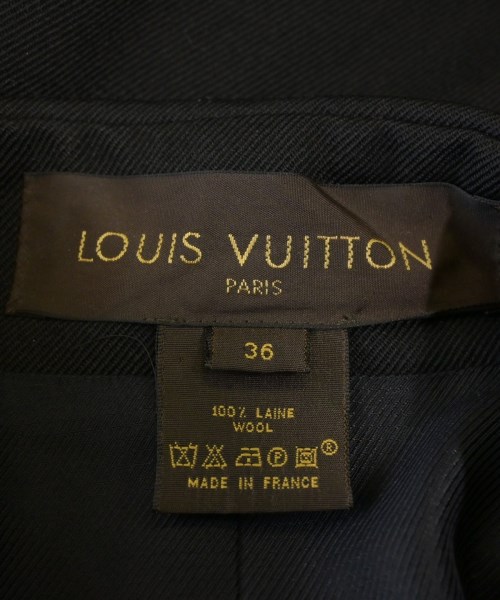 LOUIS VUITTON
PARIS
36
100% LAINE
WOOL
P ®
MADE IN FRANCE